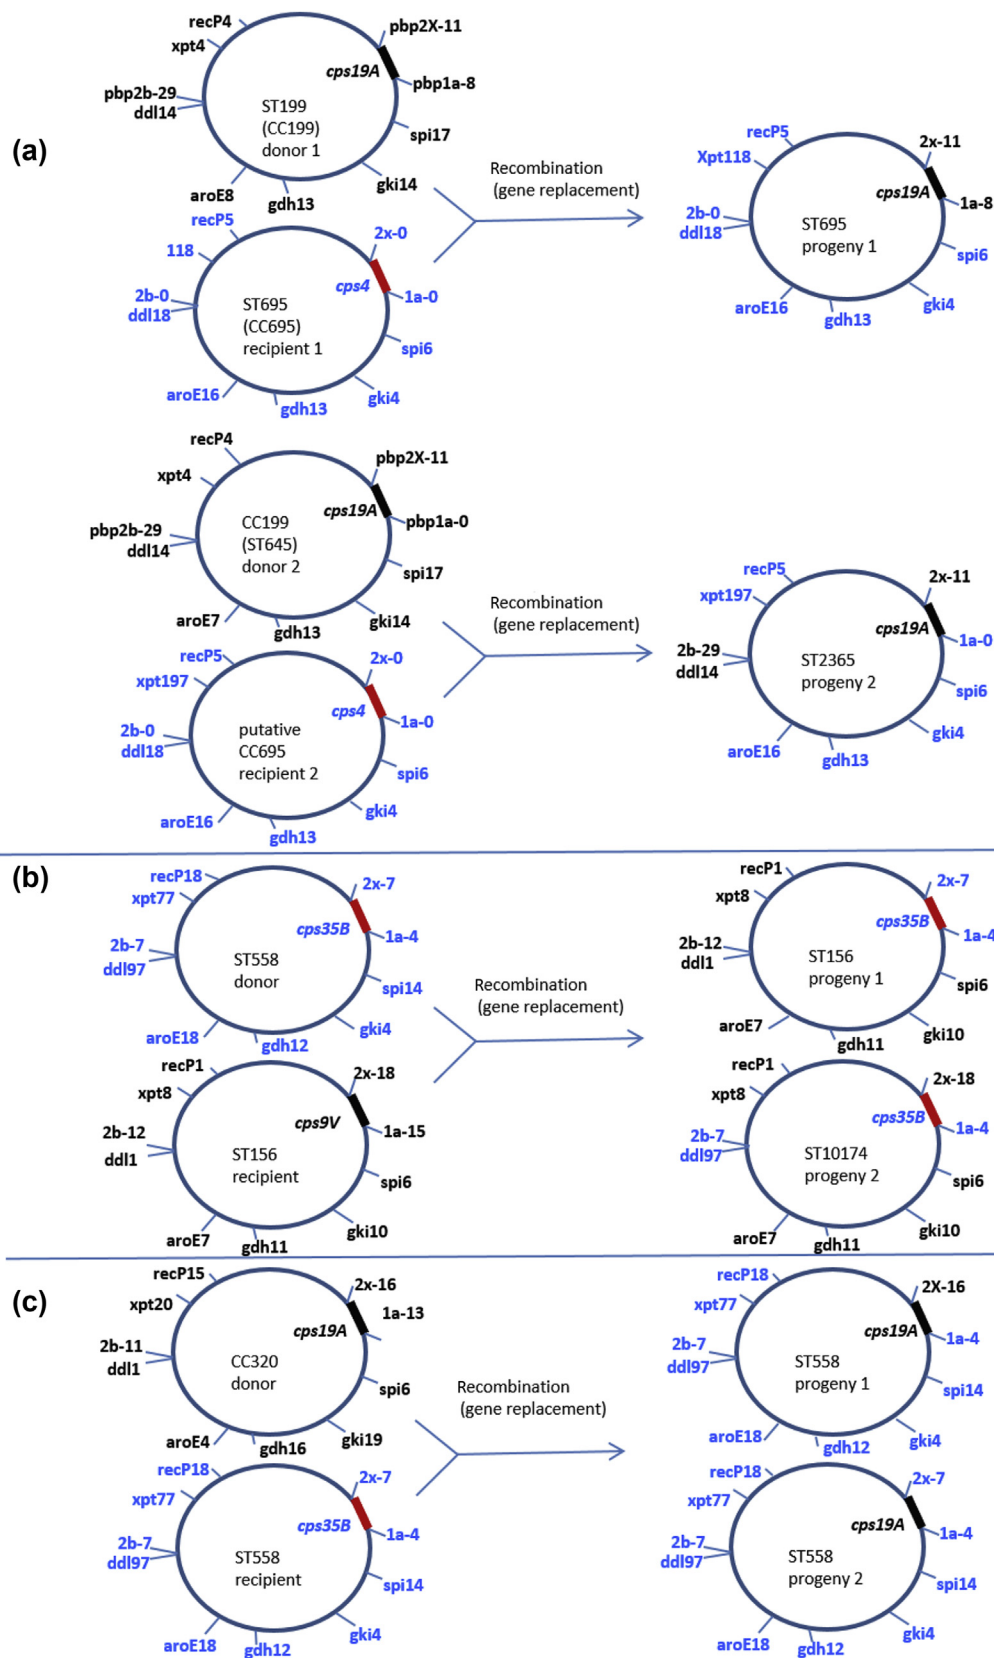 (a)
recP4
xpt4
pbp2b-29
ddl14
aroE8
gdh13
gki14
spi17
pbp1a-8
pbp2X-11
cps19A
ST199
(CC199)
donor 1
recP5
118
2b-0
ddl18
aroE16
gdh13
gki4
spi6
1a-0
2x-0
cps4
ST695
(CC695)
recipient 1
Recombination
(gene replacement)
recP5
Xpt118
2b-0
ddl18
aroE16
gdh13
gki4
spi6
1a-8
2x-11
cps19A
ST695
progeny 1
recP4
xpt4
pbp2b-29
ddl14
aroE7
gdh13
gki14
spi17
pbp1a-0
pbp2X-11
cps19A
CC199
(ST645)
donor 2
recP5
xpt197
2b-0
ddl18
aroE16
gdh13
gki4
spi6
1a-0
2x-0
cps4
putative
CC695
recipient 2
Recombination
(gene replacement)
recP5
xpt197
2b-29
ddl14
aroE16
gdh13
gki4
spi6
1a-0
2x-11
cps19A
ST2365
progeny 2
(b)
recP18
xpt77
2b-7
ddl97
aroE18
gdh12
gki4
spi14
1a-4
2x-7
cps35B
ST558
donor
recP1
xpt8
2b-12
ddl1
aroE7
gdh11
gki10
spi6
1a-15
2x-18
cps9V
ST156
recipient
Recombination
(gene replacement)
recP1
xpt8
2b-12
ddl1
aroE7
gdh11
gki10
spi6
1a-4
2x-7
cps35B
ST156
progeny 1
recP1
xpt8
2b-7
ddl97
aroE7
gdh11
gki10
spi6
1a-4
2x-18
cps35B
ST10174
progeny 2
(c)
recP15
xpt20
2b-11
ddl1
aroE4
gdh16
gki19
spi6
1a-13
2x-16
cps19A
CC320
donor
recP18
xpt77
2b-7
ddl97
aroE18
gdh12
gki4
spi14
1a-4
2x-7
cps35B
ST558
recipient
Recombination
(gene replacement)
recP18
xpt77
2b-7
ddl97
aroE18
gdh12
gki4
spi14
1a-4
2X-16
cps19A
ST558
progeny 1
recP18
xpt77
2b-7
ddl97
aroE18
gdh12
gki4
spi14
1a-4
2x-7
cps19A
ST558
progeny 2